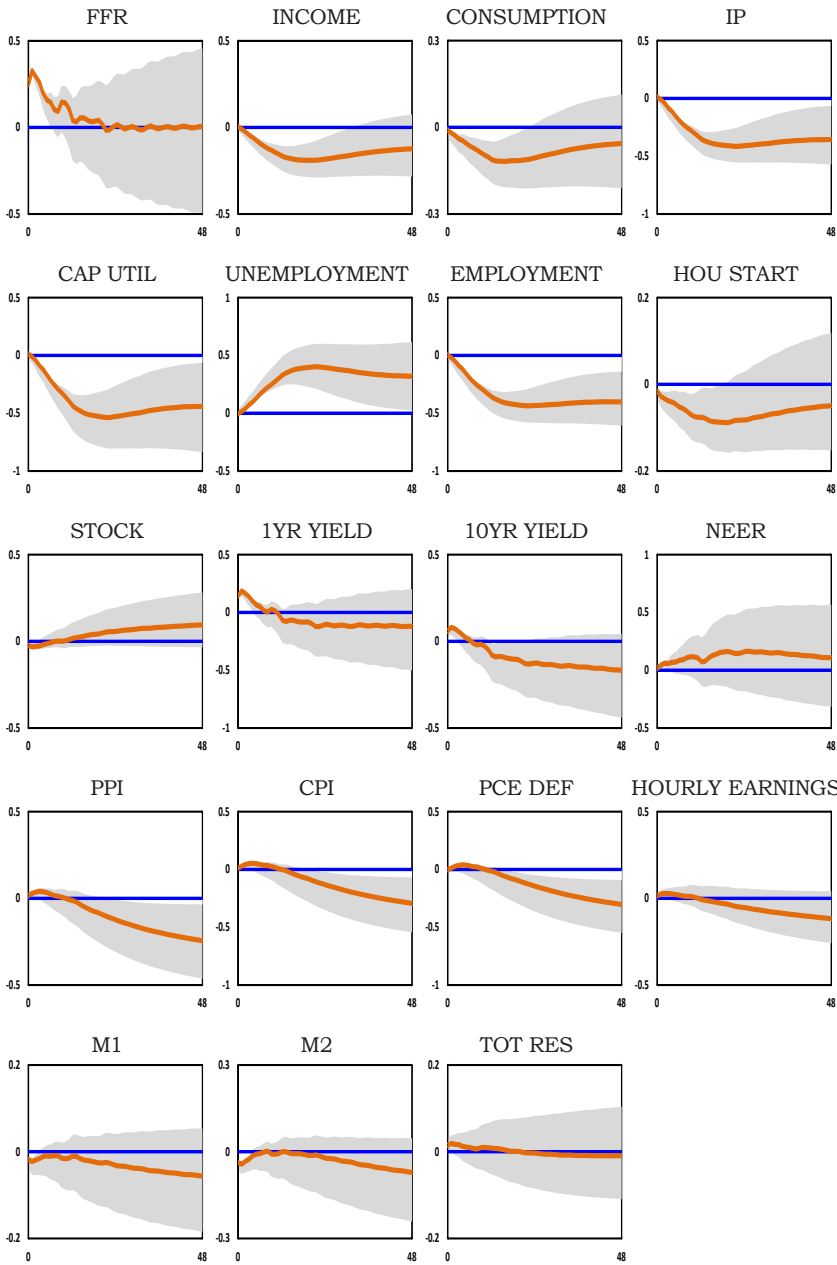 FFR INCOME CONSUMPTION IP
0.5 0.5 0.3 0.5
0 0 0 0
-0.5
-0.5 0.5 -0.3 -1
0 48 0 48 0 48 0 48
CAP UTIL UNEMPLOYMENT EMPLOYMENT HOU START
0.5 1 0.5 0.2
0 0.5 0 0
-0.5 0 -0.5
-1 -0.5 -1 0.2
0 48 0 48 0 48 0 48
STOCK 1YR YIELD 10YR YIELD NEER
0.5 0.5 0.5 1
0 0 0 0.5
-0.5 0
-0.5 -1 -0.5 -0.5
0 48 0 48 0 48 0 48
PPI CPI PCE DEF HOURLY EARNINGS
0.5 0.5 0.5 0.5
0 0 0 0
-0.5 -0.5
-0.5 -1 -1 -0.5
0 48 0 48 0 48 0 48
M1 M2 TOT RES
0.2 0.3 0.2
0 0 0
-0.2 -0.3 -0.2
0 48 0 48 0 48